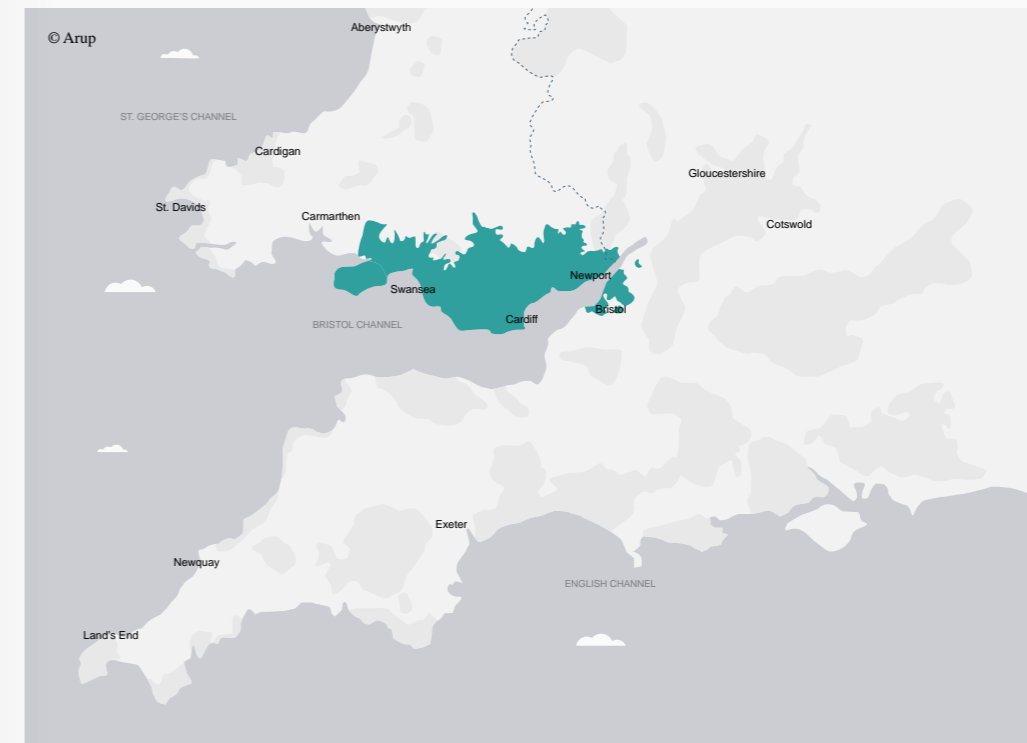 Aberystwyth
© Arup
ST. GEORGE'S CHANNEL
Cardigan
Gloucestershire
St. Davids
Carmarthen
Cotswold
Newport
Swansea
Bristol
Cardiff
BRISTOL CHANNEL
Exeter
Newquay
ENGLISH CHANNEL
Land's End